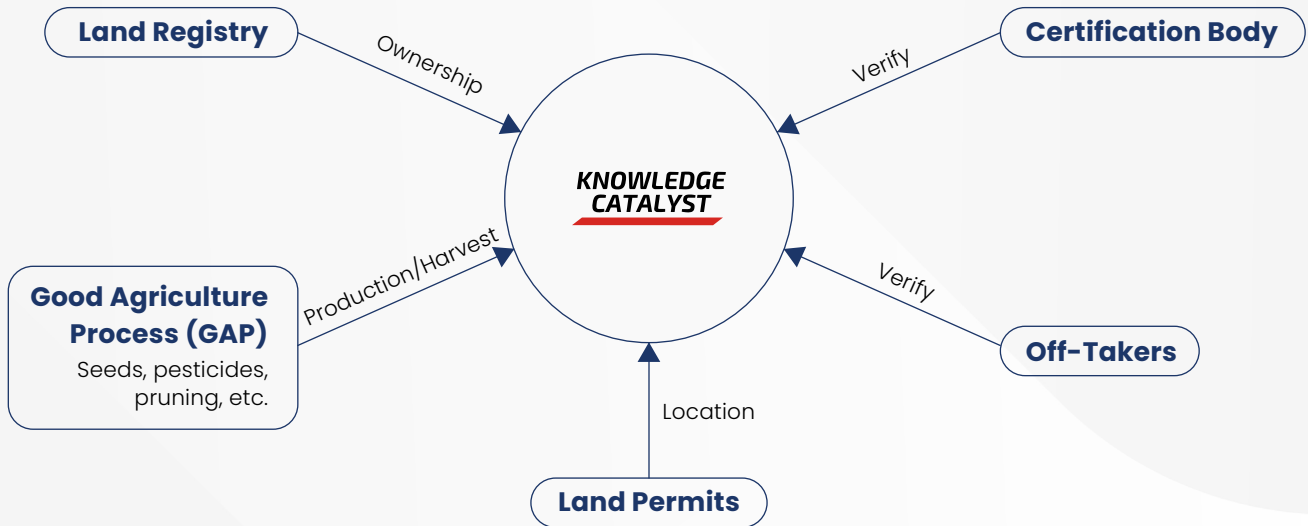 Land Registry
Ownership
Verify
Certification Body
KNOWLEDGE
CATALYST
Good Agriculture
Process (GAP)
Seeds, pesticides,
pruning, etc.
Production/Harvest
Verify
Off-Takers
Location
Land Permits